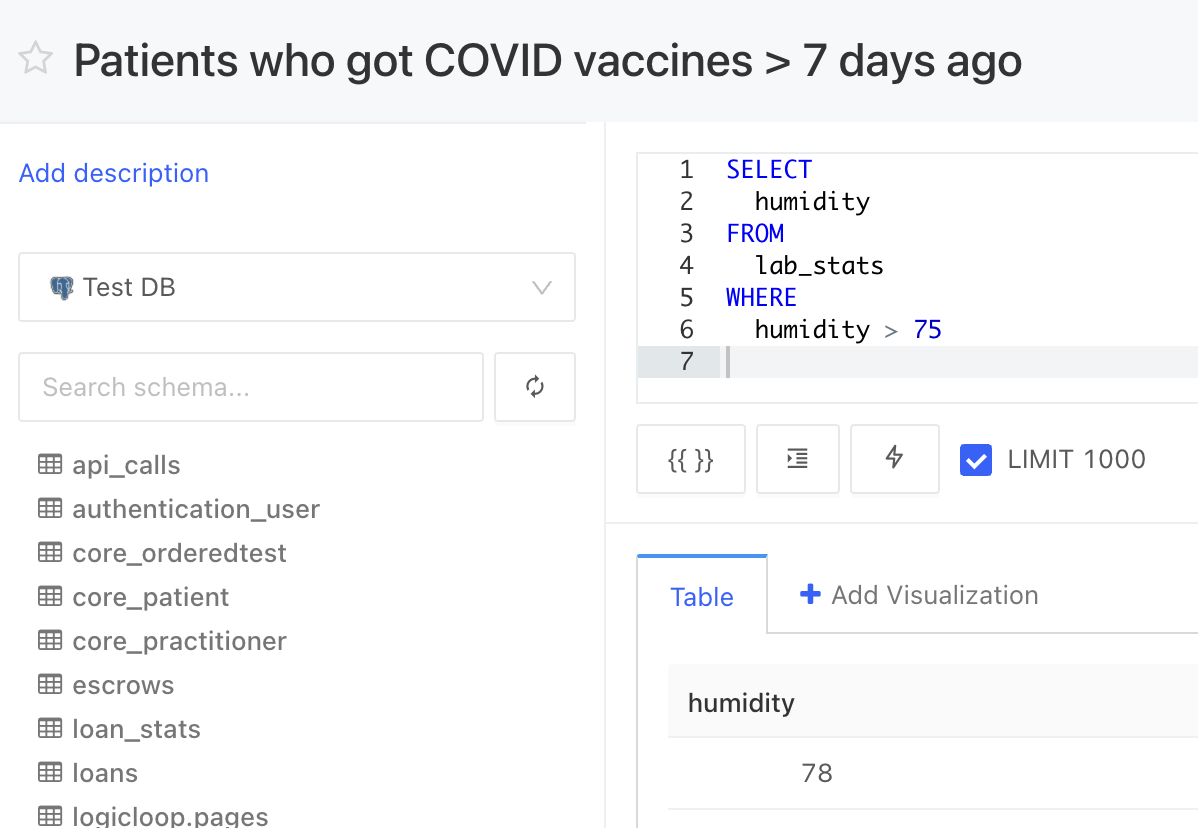 Patients who got COVID vaccines > 7 days ago
Add description
Test DB
Search schema...
api_calls
authentication_user
core_orderedtest
core_patient
core_practitioner
escrows
loan_stats
loans
logicloop.pages
1 SELECT
2 humidity
3 FROM
4 lab_stats
5 WHERE
6 humidity > 75
7
{{ }}
LIMIT 1000
Table
Add Visualization
humidity
78